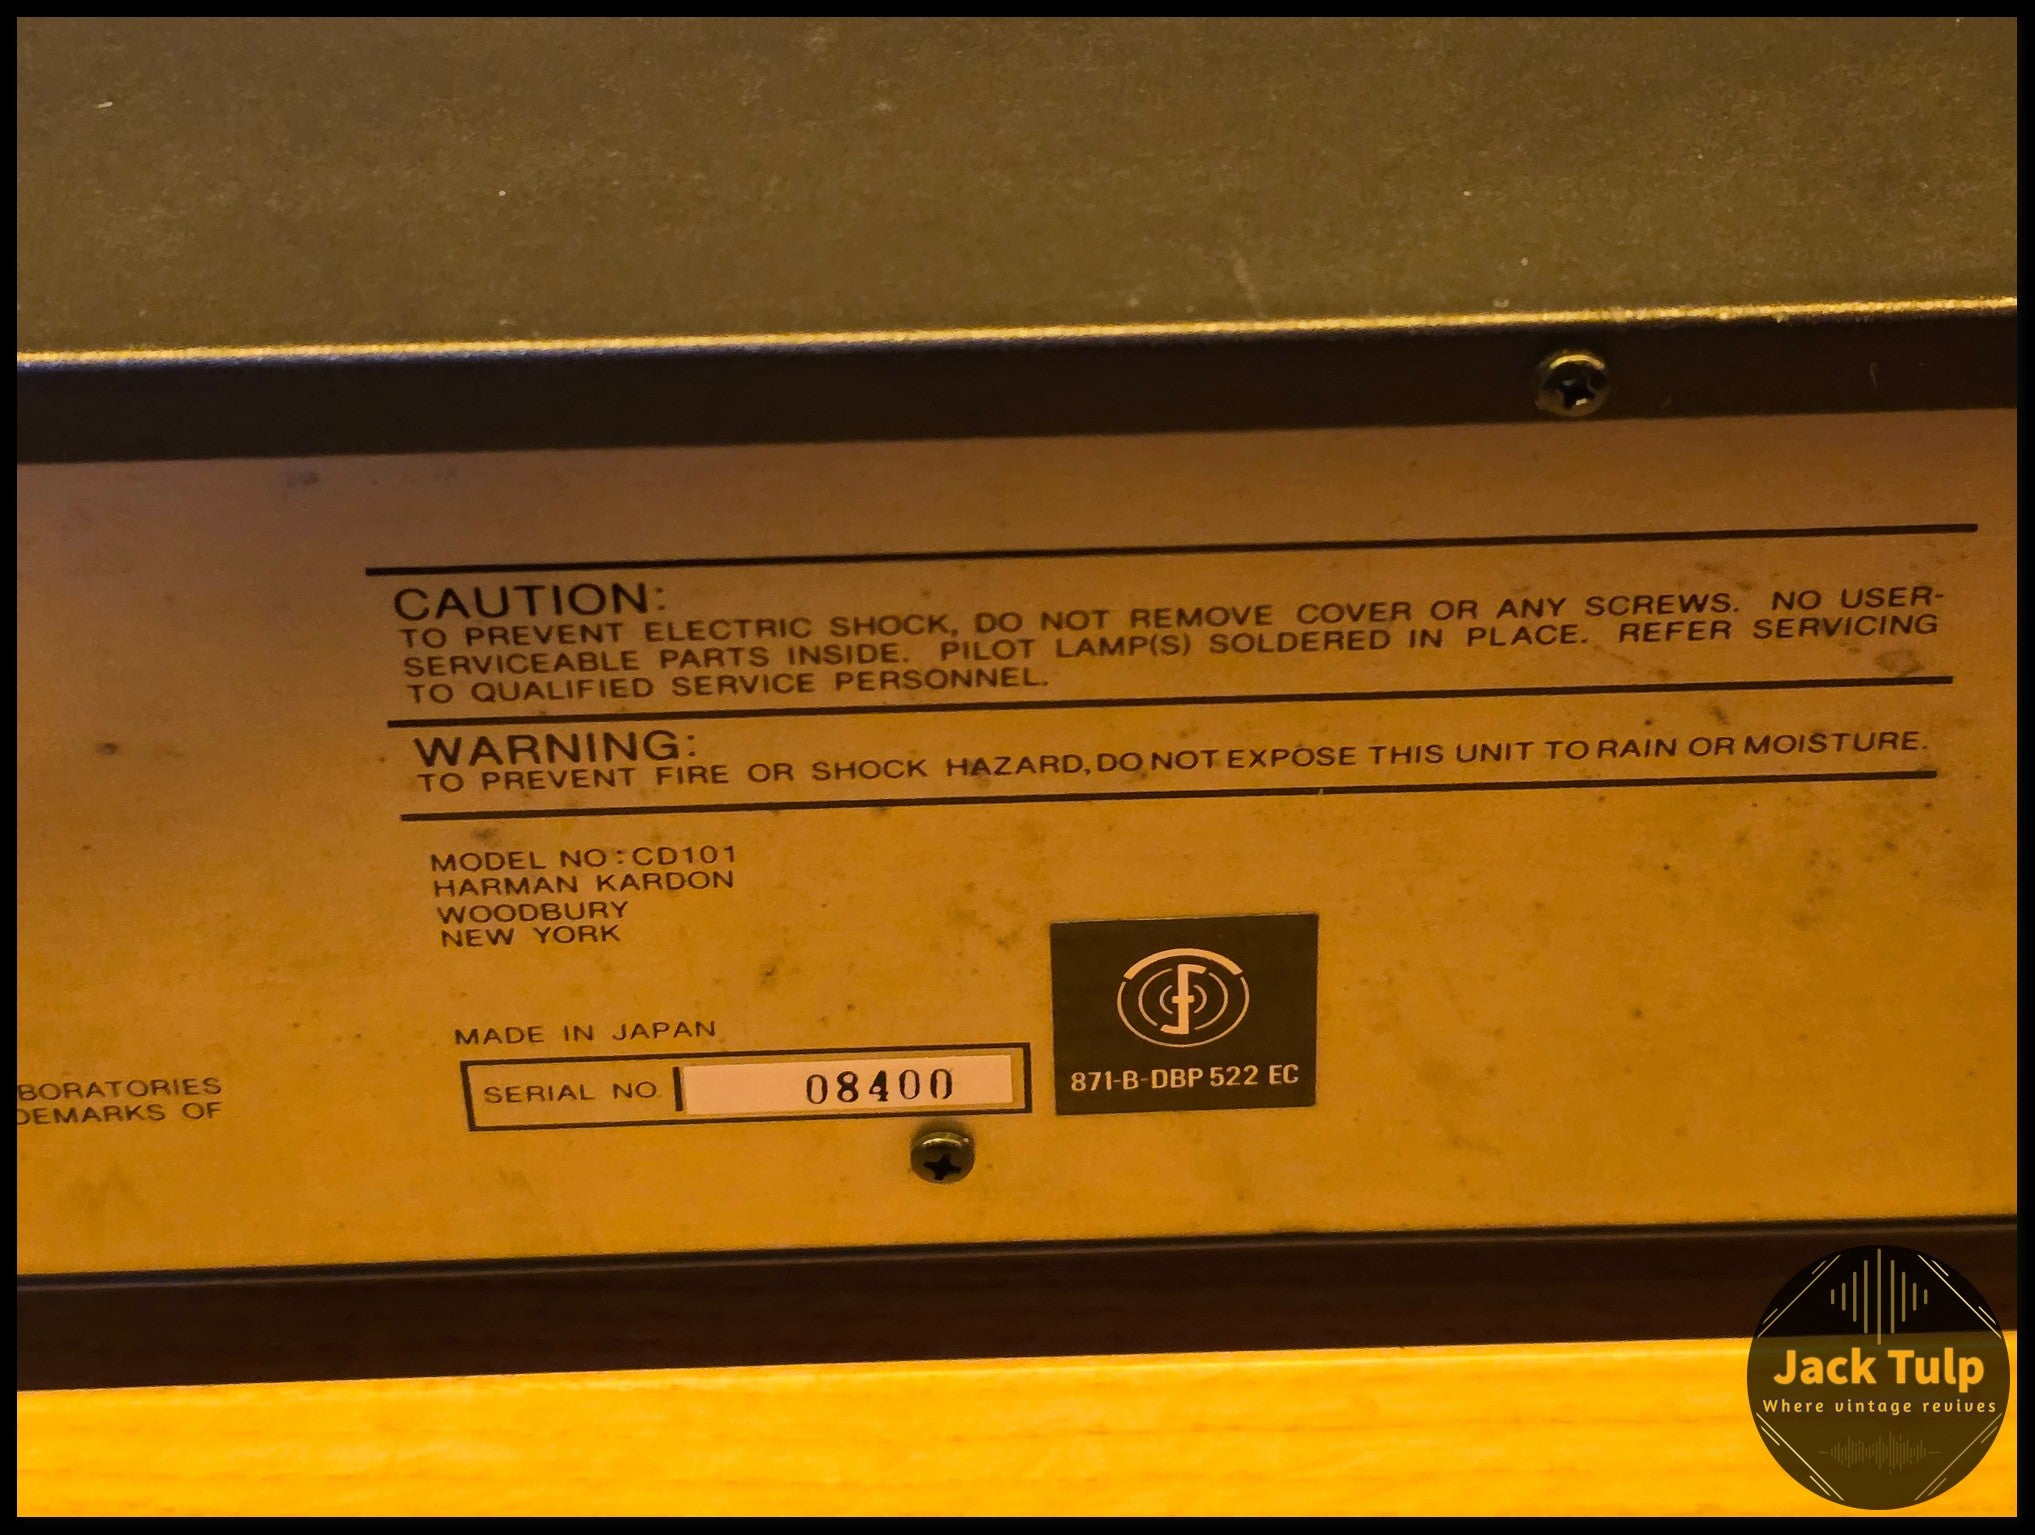 CAUTION:
TO PREVENT ELECTRIC SHOCK, DO NOT REMOVE COVER OR ANY SCREWS. NO USER-
SERVICEABLE PARTS INSIDE. PILOT LAMP(S) SOLDERED IN PLACE. REFER SERVICING
TO QUALIFIED SERVICE PERSONNEL.
WARNING:
TO PREVENT FIRE OR SHOCK HAZARD, DO NOT EXPOSE THIS UNIT TO RAIN OR MOISTURE.
MODEL NO : CD101
HARMAN KARDON
WOODBURY
NEW YORK
MADE IN JAPAN
SERIAL NO 08400
871-B-DBP 522 EC
BORATORIES
DEMARKS OF
Jack Tulp
Where vintage revives